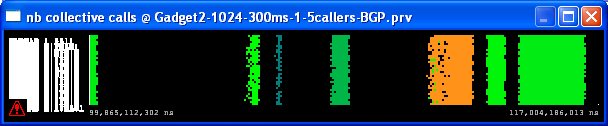 nb collective calls @ Gadget2-1024-300ms-1-5callers-BGP.prv
99,865,112,302 ns 117,004,186,013 ns